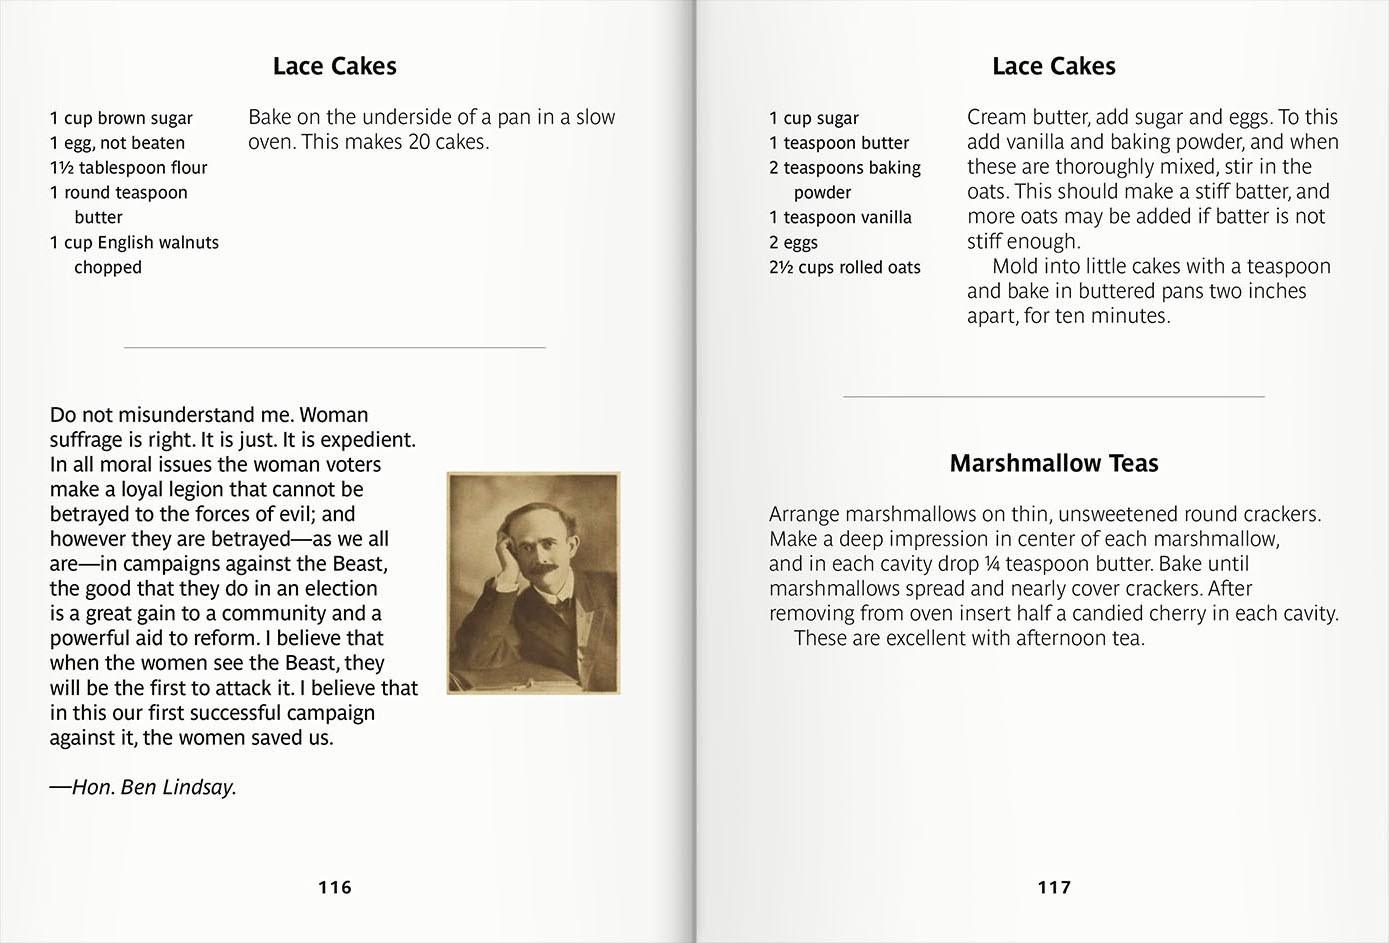 Lace Cakes
1 cup brown sugar
1 egg, not beaten
1½ tablespoon flour
1 round teaspoon
butter
1 cup English walnuts
chopped
Bake on the underside of a pan in a slow
oven. This makes 20 cakes.
Do not misunderstand me. Woman
suffrage is right. It is just. It is expedient.
In all moral issues the woman voters
make a loyal legion that cannot be
betrayed to the forces of evil; and
however they are betrayed—as we all
are—in campaigns against the Beast,
the good that they do in an election
is a great gain to a community and a
powerful aid to reform. I believe that
when the women see the Beast, they
will be the first to attack it. I believe that
in this our first successful campaign
against it, the women saved us.
—Hon. Ben Lindsay.
116
Lace Cakes
1 cup sugar
1 teaspoon butter
2 teaspoons baking
powder
1 teaspoon vanilla
2 eggs
2½ cups rolled oats
Cream butter, add sugar and eggs. To this
add vanilla and baking powder, and when
these are thoroughly mixed, stir in the
oats. This should make a stiff batter, and
more oats may be added if batter is not
stiff enough.
Mold into little cakes with a teaspoon
and bake in buttered pans two inches
apart, for ten minutes.
Marshmallow Teas
Arrange marshmallows on thin, unsweetened round crackers.
Make a deep impression in center of each marshmallow,
and in each cavity drop ¼ teaspoon butter. Bake until
marshmallows spread and nearly cover crackers. After
removing from oven insert half a candied cherry in each cavity.
These are excellent with afternoon tea.
117